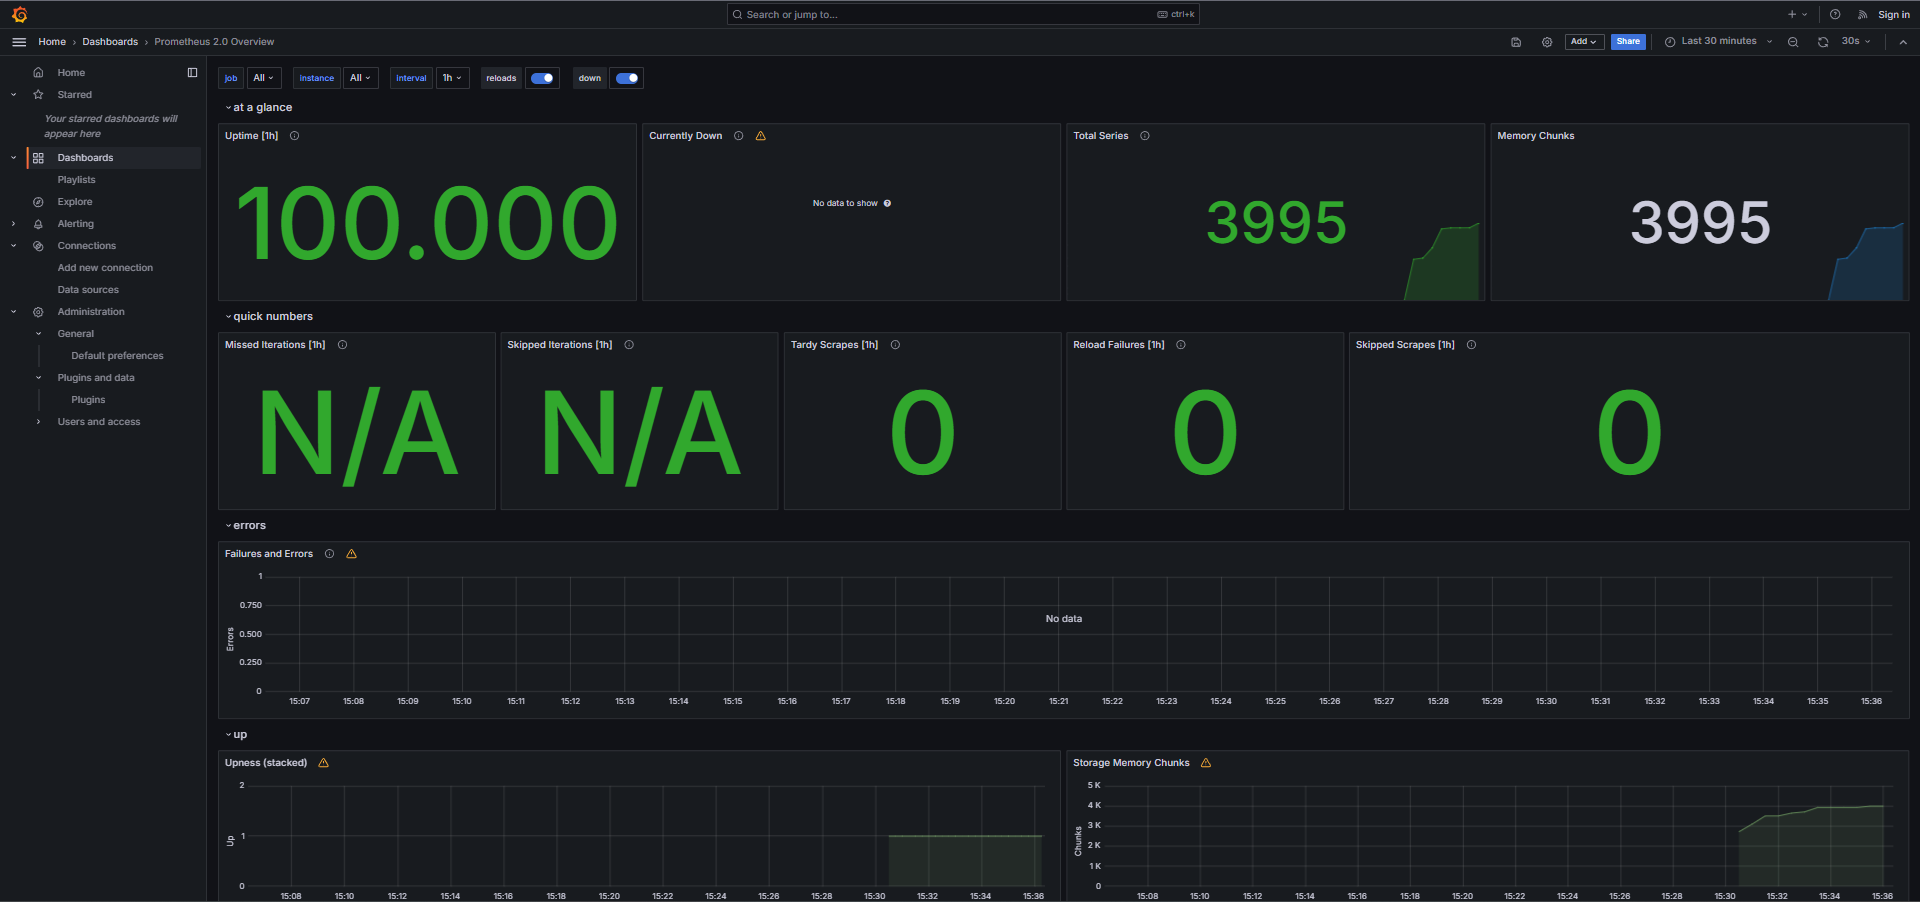 Search or jump to...
ctrl+k
Sign in
Home › Dashboards › Prometheus 2.0 Overview
Add
Share
Last 30 minutes
30s
Home
Starred
Your starred dashboards will
appear here
Dashboards
Playlists
Explore
Alerting
Connections
Add new connection
Data sources
Administration
General
Default preferences
Plugins and data
Plugins
Users and access
job All Instance All Interval 1h reloads down
at a glance
Uptime [1h]
100.000
Currently Down
No data to show
Total Series
3995
Memory Chunks
3995
quick numbers
Missed Iterations [1h]
N/A
Skipped Iterations [1h]
N/A
Tardy Scrapes [1h]
0
Reload Failures [1h]
0
Skipped Scrapes [1h]
0
errors
Failures and Errors
Errors
1
0.750
0.500
0.250
0
No data
15:07 15:08 15:09 15:10 15:11 15:12 15:13 15:14 15:15 15:16 15:17 15:18 15:19 15:20 15:21 15:22 15:23 15:24 15:25 15:26 15:27 15:28 15:29 15:30 15:31 15:32 15:33 15:34 15:35 15:36
up
Upness (stacked)
Up
2
1
0
15:08 15:10 15:12 15:14 15:16 15:18 15:20 15:22 15:24 15:26 15:28 15:30 15:32 15:34 15:36
Storage Memory Chunks
Chunks
5 K
4 K
3 K
2 K
1 K
0
15:08 15:10 15:12 15:14 15:16 15:18 15:20 15:22 15:24 15:26 15:28 15:30 15:32 15:34 15:36